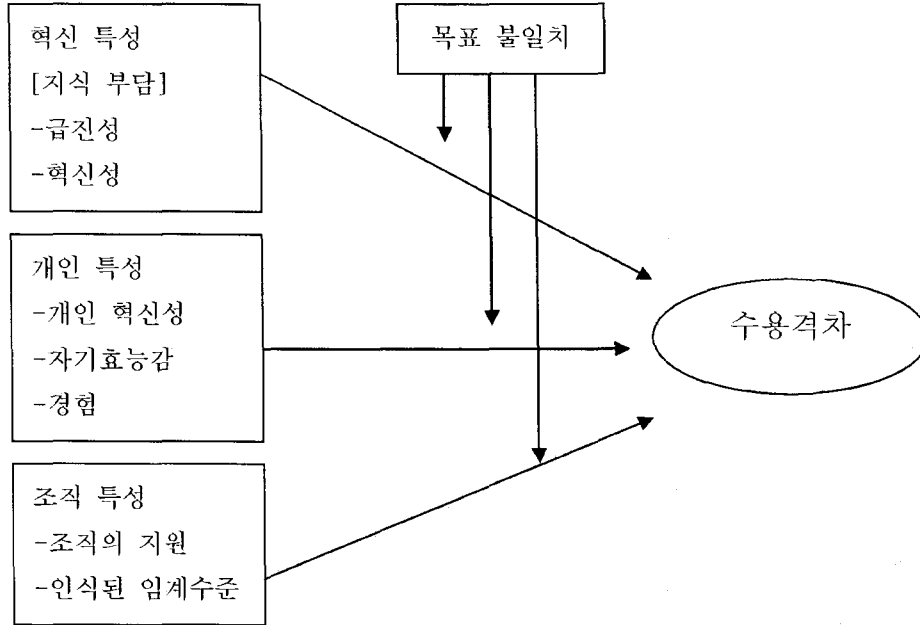 혁신 특성
[지식 부담]
-급진성
-혁신성
목표 불일치
개인 특성
-개인 혁신성
-자기효능감
-경험
수용격차
조직 특성
-조직의 지원
-인식된 임계수준